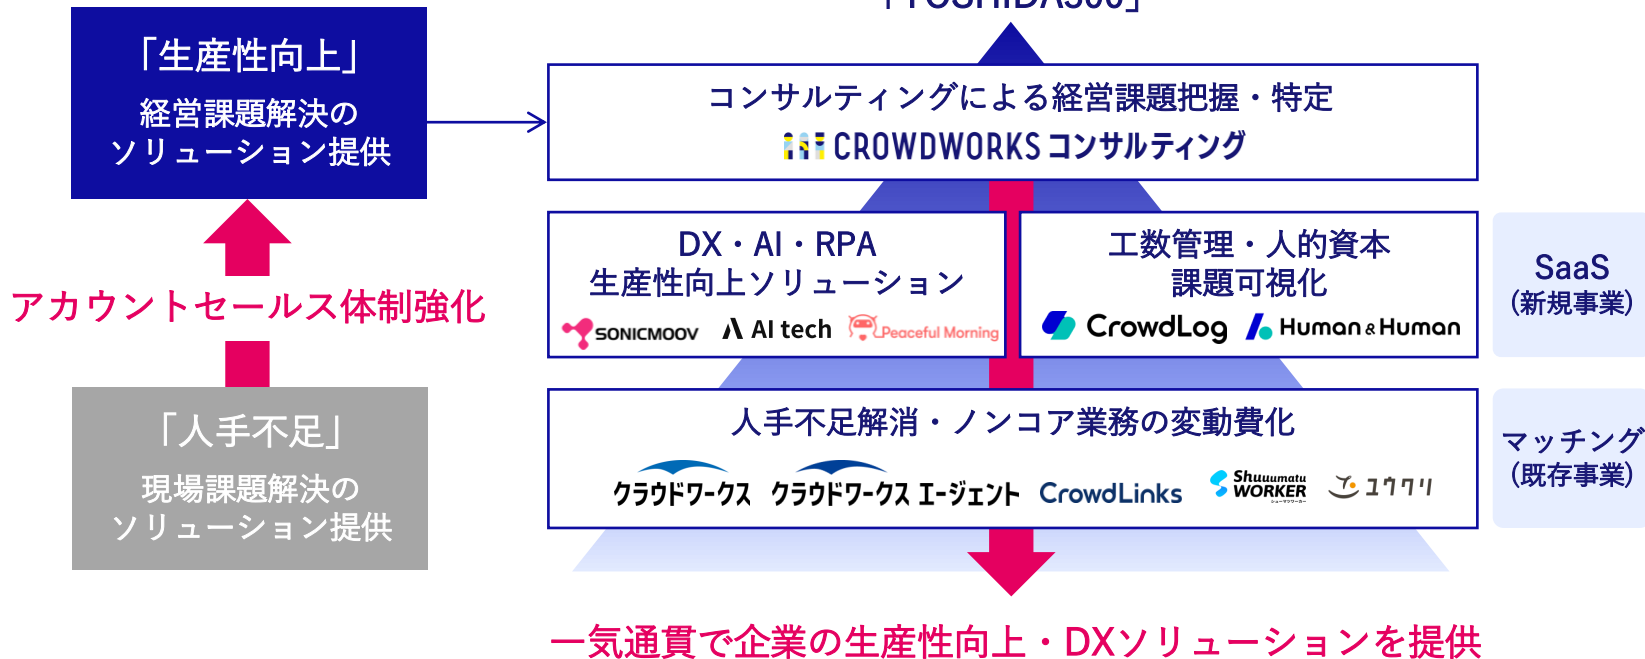 「YOSHIDA300」
「生産性向上」
経営課題解決の
ソリューション提供
コンサルティングによる経営課題把握・特定
CROWDWORKS コンサルティング
アカウントセールス体制強化
DX・AI・RPA
生産性向上ソリューション
SONICMOOV AI tech Peaceful Morning
工数管理・人的資本
課題可視化
CrowdLog Human & Human
SaaS
(新規事業)
「人手不足」
現場課題解決の
ソリューション提供
人手不足解消・ノンコア業務の変動費化
クラウドワークス クラウドワークス エージェント CrowdLinks Shuuumatu WORKER シューマツワーカー ユウクリ
マッチング
(既存事業)
一気通貫で企業の生産性向上・DXソリューションを提供